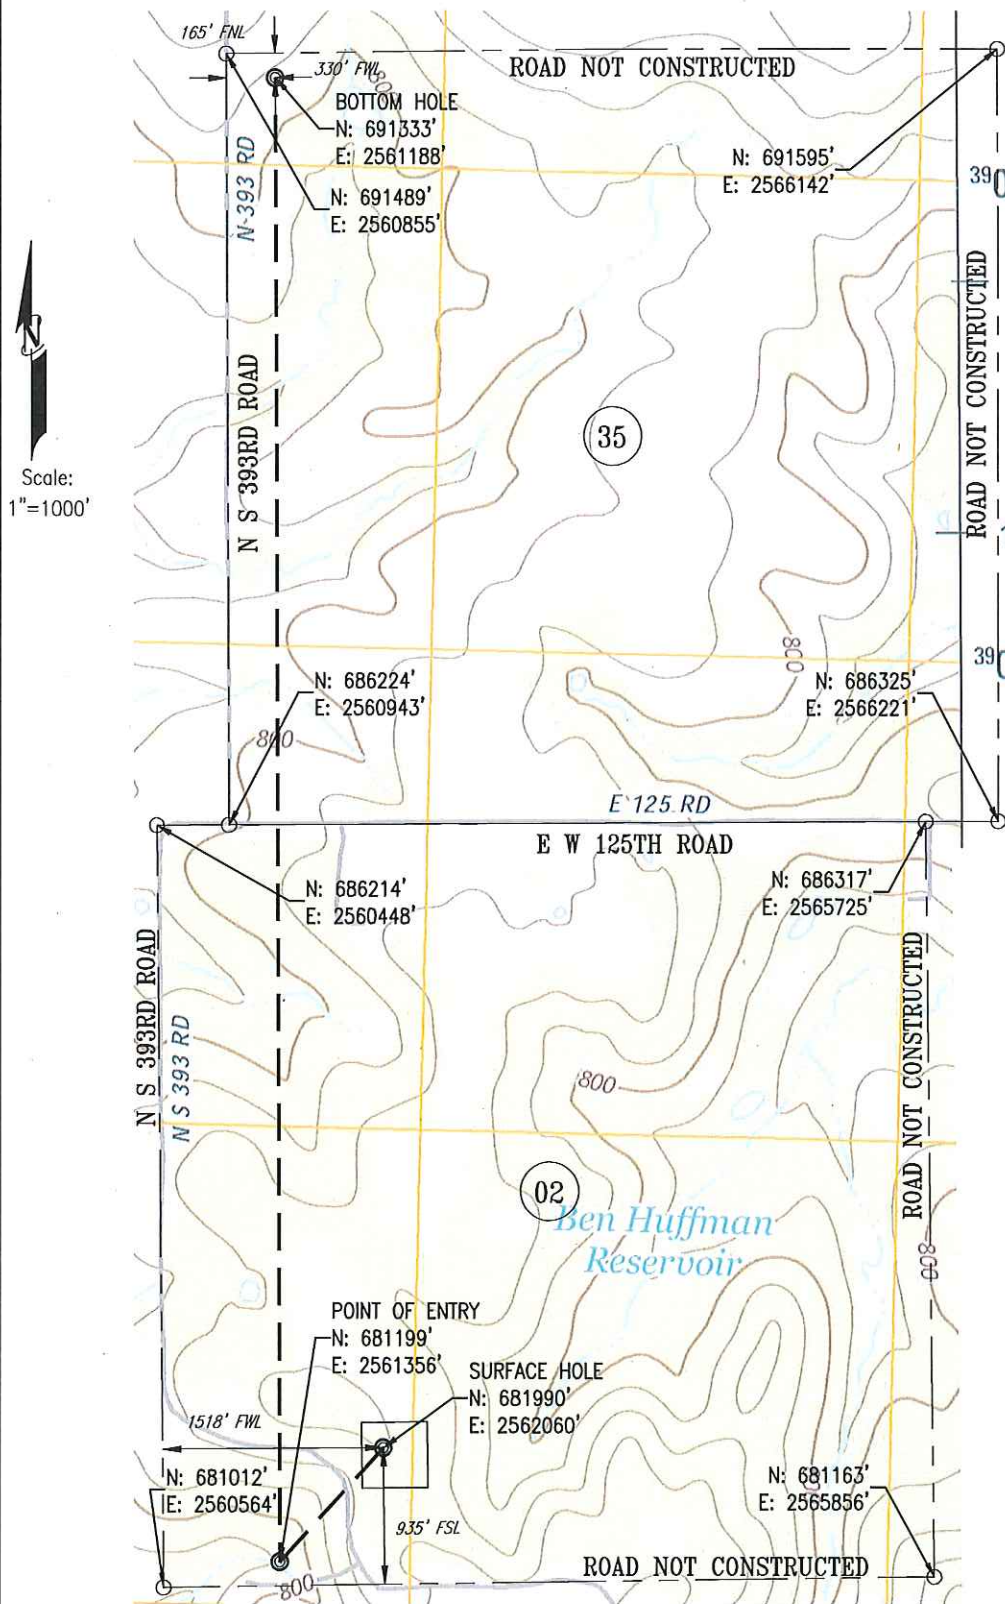 165' FNL
330' FWL
800
ROAD NOT CONSTRUCTED
BOTTOM HOLE
N: 691333'
E: 2561188'
N: 691595'
E: 2566142'
N-393 RD
N: 691489'
E: 2560855'
39
ROAD NOT CONSTRUCTED
N S 393RD ROAD
35
Scale:
1"=1000'
800
39
N: 686224'
E: 2560943'
N: 686325'
E: 2566221'
800
E 125 RD
E W 125TH ROAD
N: 686214'
E: 2560448'
N: 686317'
E: 2565725'
N S 393RD ROAD
N S 393 RD
ROAD NOT CONSTRUCTED
800
02
Ben Huffman
Reservoir
800
POINT OF ENTRY
N: 681199'
E: 2561356'
SURFACE HOLE
N: 681990'
E: 2562060'
1518' FWL
N: 681012'
E: 2560564'
N: 681163'
E: 2565856'
935' FSL
ROAD NOT CONSTRUCTED
800